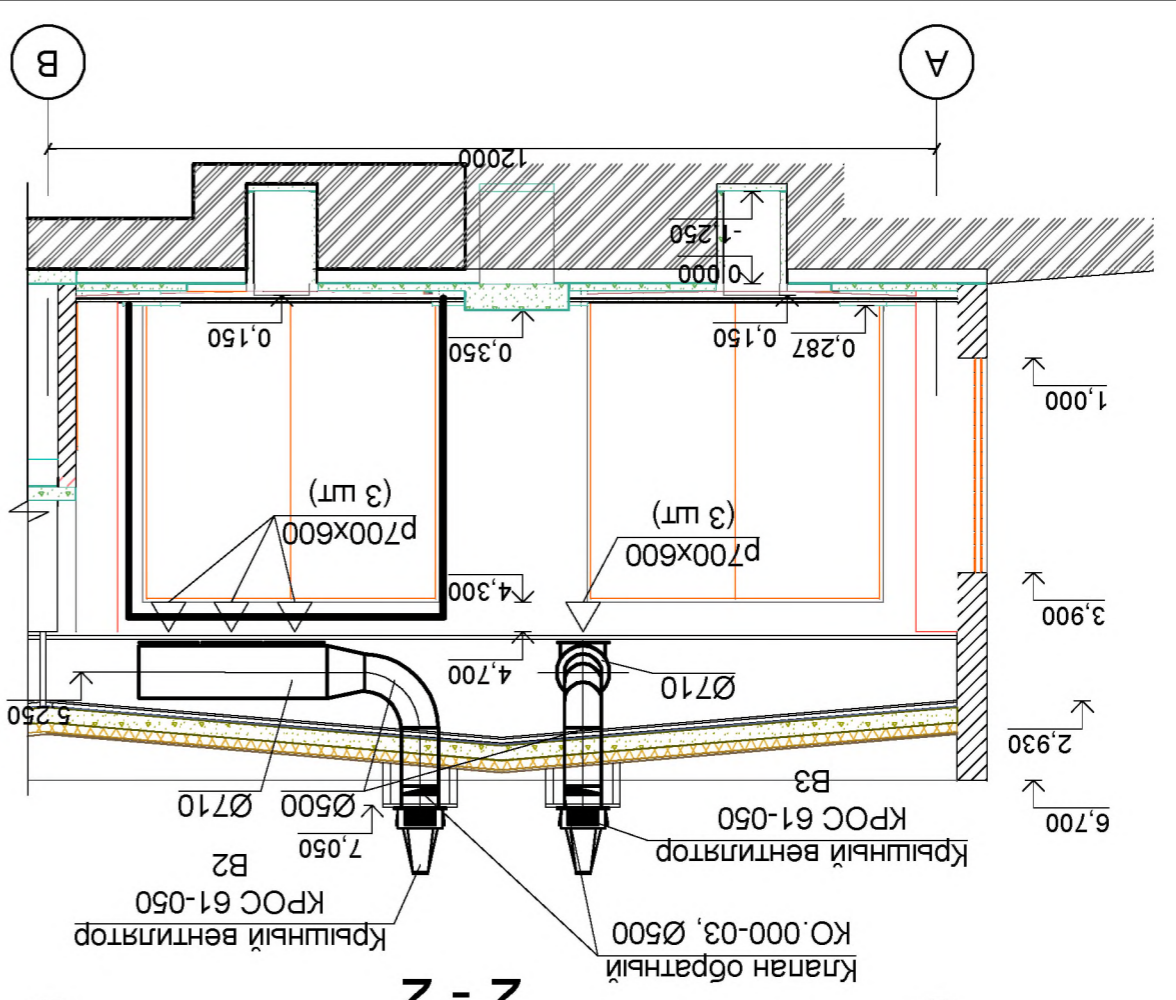 2 - 2
Клапан обратный
КО.000-03, Ø500
Крышный вентилятор
КРОС 61-050
В2
Крышный вентилятор
КРОС 61-050
В3
6,700
7,050
Ø500
Ø710
2,930
5,250
Ø710
4,700
3,900
4,300
р700х600
(3 шт)
р700х600
(3 шт)
1,000
0,287
0,150
0,350
0,150
0,000
-1,250
12000
А
В